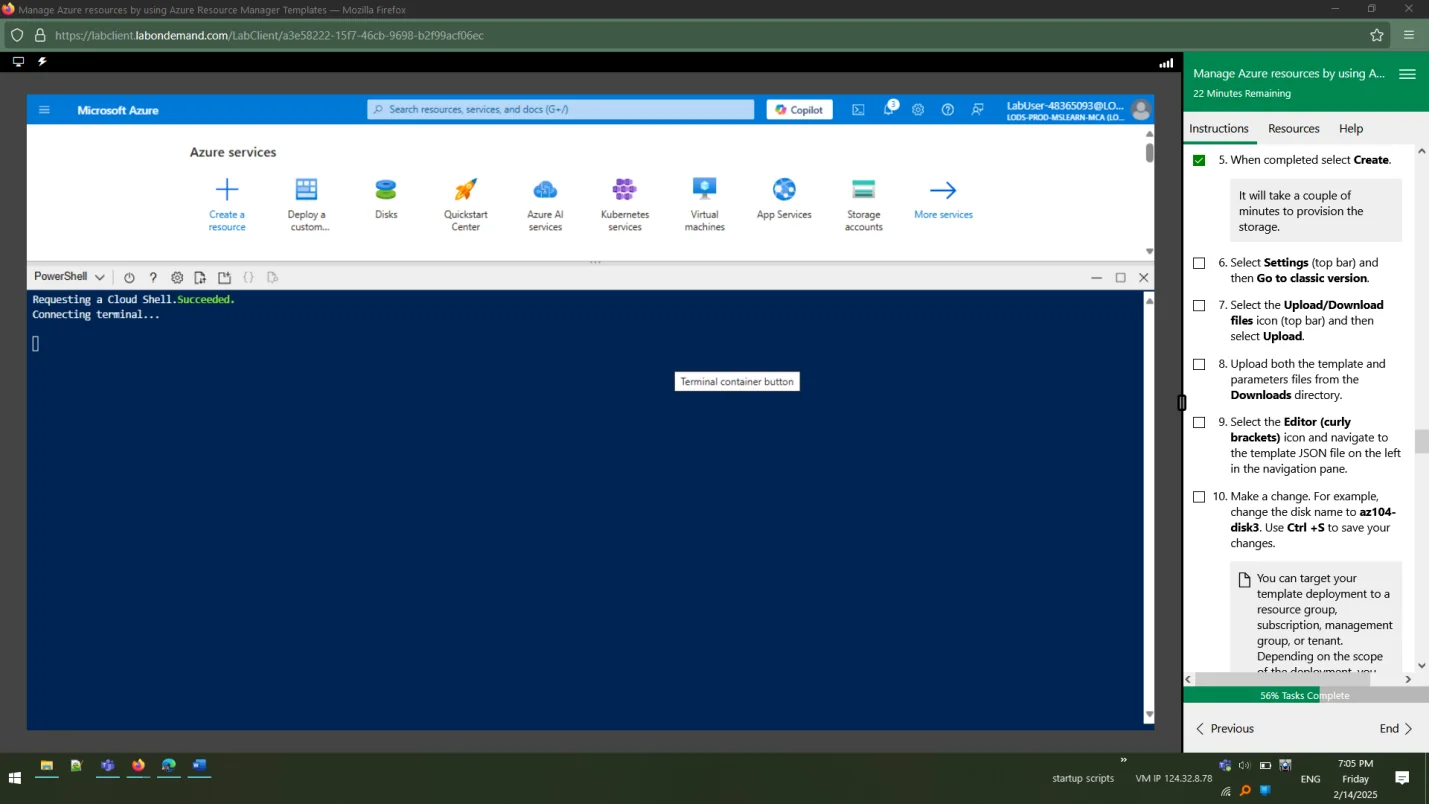 Manage Azure resources by using Azure Resource Manager Templates — Mozilla Firefox
https://labclient.labondemand.com/LabClient/a3e58222-15f7-46cb-9698-b2f99acf06ec
Microsoft Azure
Search resources, services, and docs (G+/)
Copilot
3
LabUser-48365093@LO...
LODS-PROD-MSLEARN-MCA (LO...
Azure services
Create a resource
Deploy a custom...
Disks
Quickstart Center
Azure AI services
Kubernetes services
Virtual machines
App Services
Storage accounts
More services
PowerShell
Requesting a Cloud Shell.Succeeded.
Connecting terminal...
Terminal container button
Manage Azure resources by using A...
22 Minutes Remaining
Instructions Resources Help
5. When completed select Create.
It will take a couple of
minutes to provision the
storage.
6. Select Settings (top bar) and
then Go to classic version.
7. Select the Upload/Download
files icon (top bar) and then
select Upload.
8. Upload both the template and
parameters files from the
Downloads directory.
9. Select the Editor (curly
brackets) icon and navigate to
the template JSON file on the left
in the navigation pane.
10. Make a change. For example,
change the disk name to az104-
disk3. Use Ctrl +S to save your
changes.
You can target your
template deployment to a
resource group,
subscription, management
group, or tenant.
Depending on the scope
of the deployment, you
56% Tasks Complete
Previous
End
startup scripts
VM IP 124.32.8.78
ENG
7:05 PM
Friday
2/14/2025